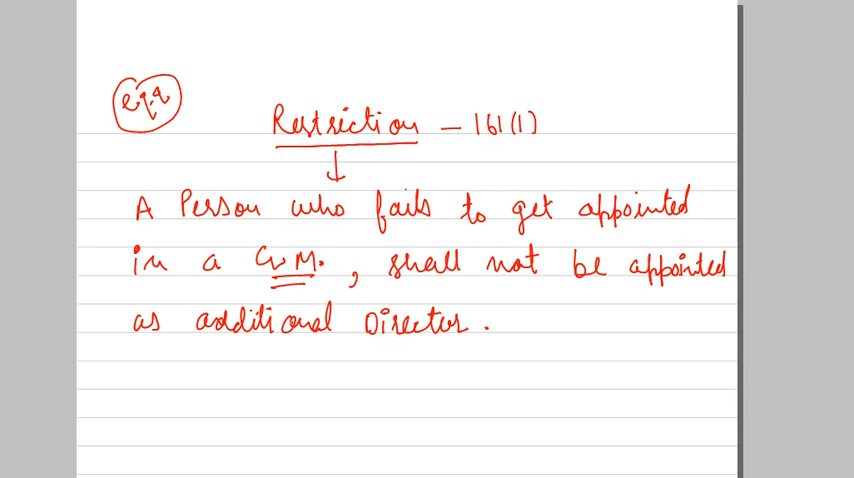 Restriction – 161(1)
A Person who fails to get appointed
in a G.M., shall not be appointed
as additional Director.